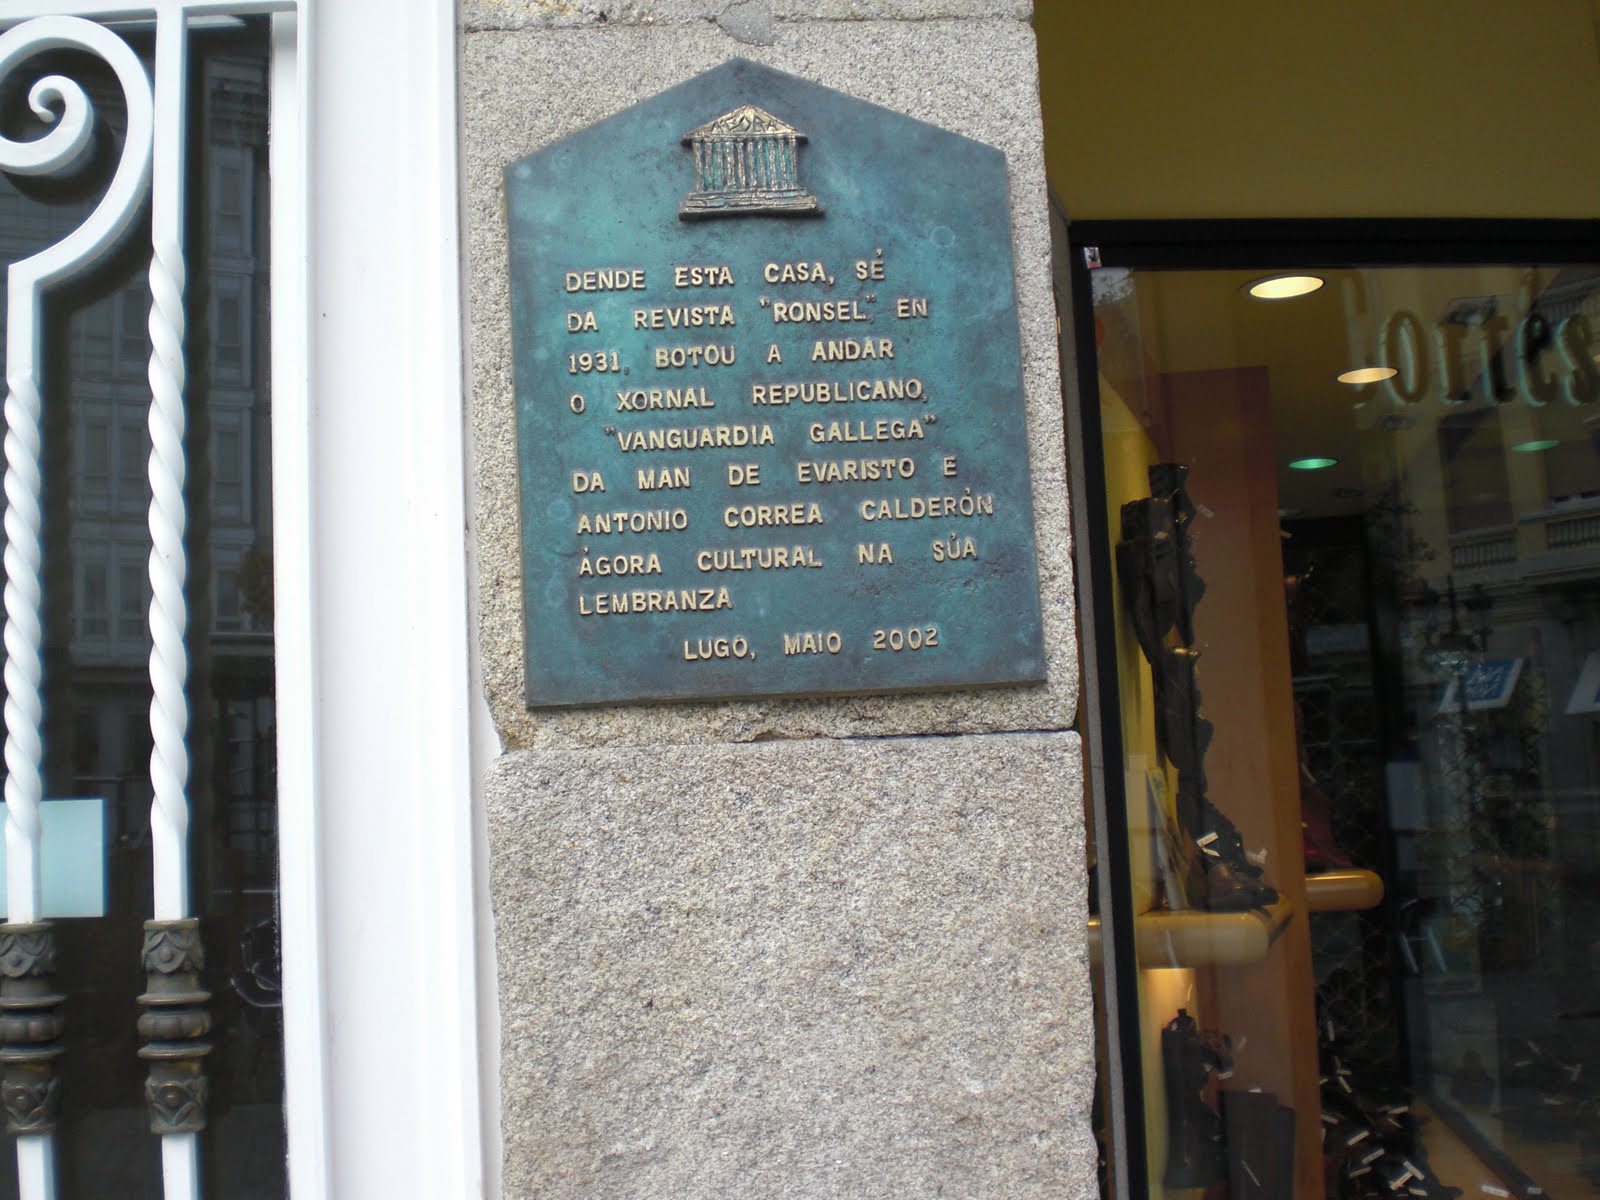 AGORA
DENDE ESTA CASA, SÉ
DA REVISTA "RONSEL", EN
1931, BOTOU A ANDAR
O XORNAL REPUBLICANO,
"VANGUARDIA GALLEGA"
DA MAN DE EVARISTO E
ANTONIO CORREA CALDERÓN
ÁGORA CULTURAL NA SÚA
LEMBRANZA
LUGO, MAIO 2002